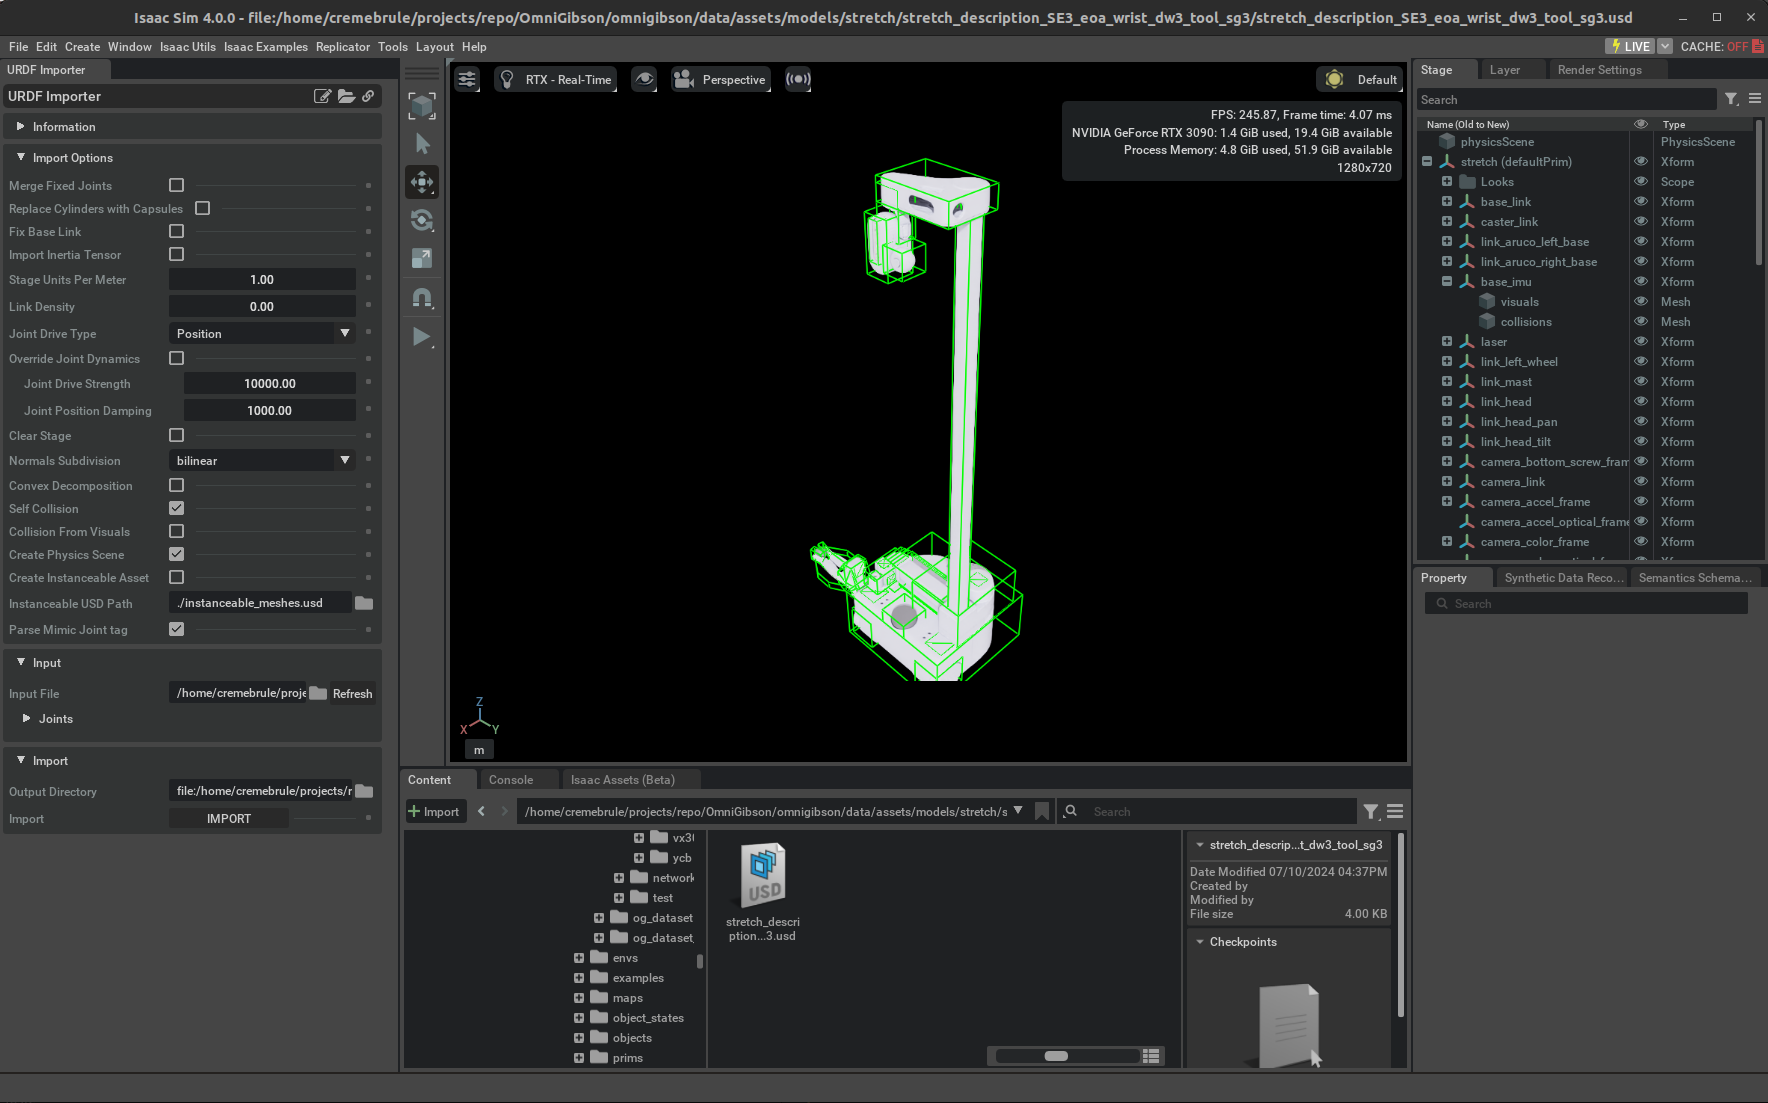 Isaac Sim 4.0.0 - file:/home/cremebrule/projects/repo/OmniGibson/omnigibson/data/assets/models/stretch/stretch_description_SE3_eoa_wrist_dw3_tool_sg3/stretch_description_SE3_eoa_wrist_dw3_tool_sg3.usd
File Edit Create Window Isaac Utils Isaac Examples Replicator Tools Layout Help
LIVE CACHE: OFF
URDF Importer
URDF Importer
Information
Import Options
Merge Fixed Joints
Replace Cylinders with Capsules
Fix Base Link
Import Inertia Tensor
Stage Units Per Meter 1.00
Link Density 0.00
Joint Drive Type Position
Override Joint Dynamics
Joint Drive Strength 10000.00
Joint Position Damping 1000.00
Clear Stage
Normals Subdivision bilinear
Convex Decomposition
Self Collision
Collision From Visuals
Create Physics Scene
Create Instanceable Asset
Instanceable USD Path ./instanceable_meshes.usd
Parse Mimic Joint tag
Input
Input File /home/cremebrule/proje Refresh
Joints
Import
Output Directory file:/home/cremebrule/projects/r
Import IMPORT
RTX - Real-Time Perspective Default
FPS: 245.87, Frame time: 4.07 ms
NVIDIA GeForce RTX 3090: 1.4 GiB used, 19.4 GiB available
Process Memory: 4.8 GiB used, 51.9 GiB available
1280x720
Z
X Y
m
Content Console Isaac Assets (Beta)
Import /home/cremebrule/projects/repo/OmniGibson/omnigibson/data/assets/models/stretch/s Search
vx3
ycb
network
test
og_dataset
og_dataset_
envs
examples
maps
object_states
objects
prims
USD
stretch_descri
ption...3.usd
stretch_descrip...t_dw3_tool_sg3
Date Modified 07/10/2024 04:37PM
Created by
Modified by
File size 4.00 KB
Checkpoints
Stage Layer Render Settings
Search
Name (Old to New) Type
physicsScene PhysicsScene
stretch (defaultPrim) Xform
Looks Scope
base_link Xform
caster_link Xform
link_aruco_left_base Xform
link_aruco_right_base Xform
base_imu Xform
visuals Mesh
collisions Mesh
laser Xform
link_left_wheel Xform
link_mast Xform
link_head Xform
link_head_pan Xform
link_head_tilt Xform
camera_bottom_screw_fram Xform
camera_link Xform
camera_accel_frame Xform
camera_accel_optical_frame Xform
camera_color_frame Xform
Property Synthetic Data Reco... Semantics Schema...
Search